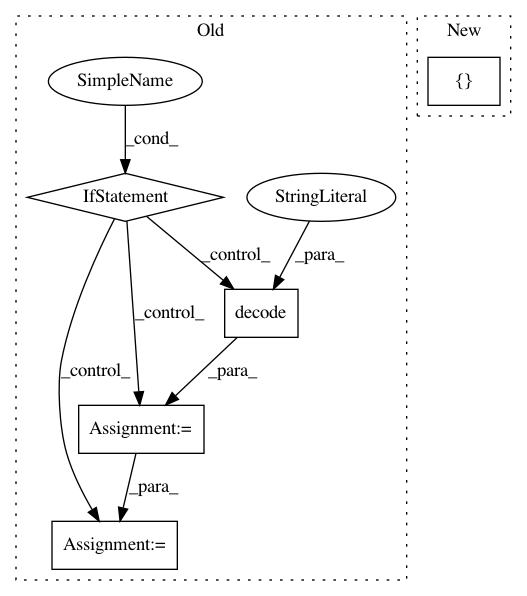 Old
New
SimpleName
{}
_cond_
IfStatement
StringLiteral
_control_
_para_
decode
_control_
_control_
_para_
Assignment:=
_para_
Assignment:=